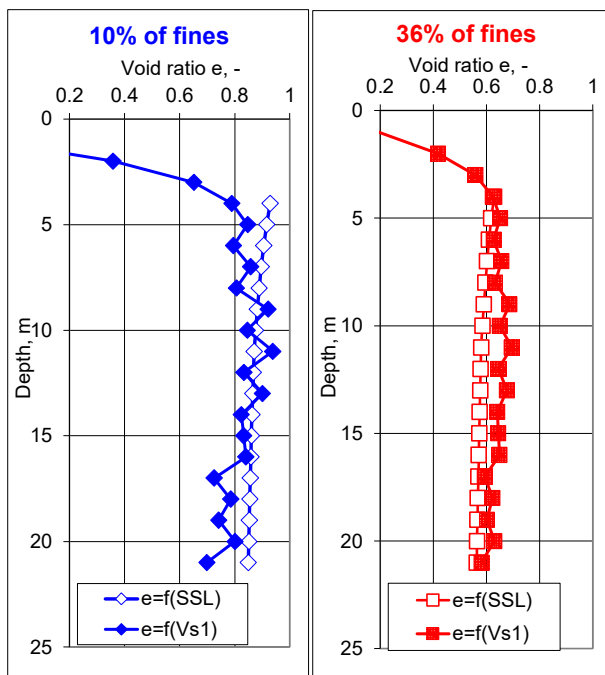 10% of fines
Void ratio e, -
0.2 0.4 0.6 0.8 1
0
5
10
15
20
25
Depth, m
e=f(SSL)
e=f(Vs1)
36% of fines
Void ratio e, -
0.2 0.4 0.6 0.8 1
0
5
10
15
20
25
Depth, m
e=f(SSL)
e=f(Vs1)